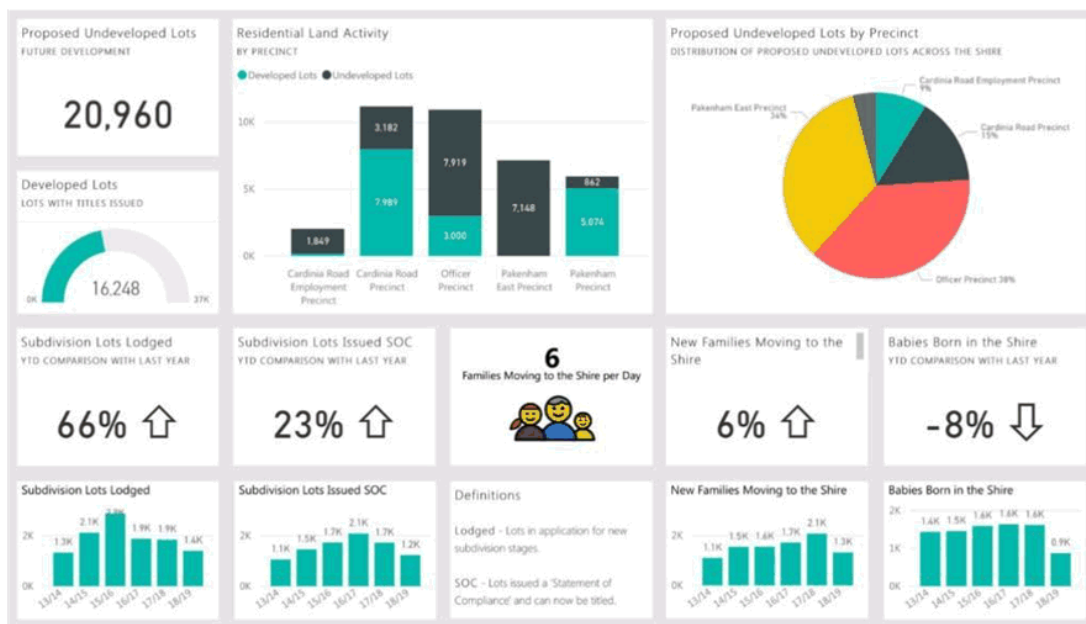 Proposed Undeveloped Lots
FUTURE DEVELOPMENT
20,960
Developed Lots
LOTS WITH TITLES ISSUED
0K
16,248
37K
Residential Land Activity
BY PRECINCT
Developed Lots Undeveloped Lots
10K
5K
0K
1,849
3,182
7,989
7,919
3,000
7,148
862
5,074
Cardinia Road
Employment
Precinct
Cardinia Road
Precinct
Officer
Precinct
Pakenham
East Precinct
Pakenham
Precinct
Proposed Undeveloped Lots by Precinct
DISTRIBUTION OF PROPOSED UNDEVELOPED LOTS ACROSS THE SHIRE
Cardinia Road Employment Precinct
9%
Cardinia Road Precinct
15%
Pakenham East Precinct
34%
Officer Precinct 38%
Subdivision Lots Lodged
YTD COMPARISON WITH LAST YEAR
66%
Subdivision Lots Issued SOC
YTD COMPARISON WITH LAST YEAR
23%
6
Families Moving to the Shire per Day
New Families Moving to the
Shire
6%
Babies Born in the Shire
YTD COMPARISON WITH LAST YEAR
-8%
Subdivision Lots Lodged
2K
0K
1.3K
2.1K
1.9K
1.9K
1.4K
13/14
14/15
15/16
16/17
17/18
18/19
Subdivision Lots Issued SOC
2K
0K
1.1K
1.5K
1.7K
2.1K
1.7K
1.2K
13/14
14/15
15/16
16/17
17/18
18/19
Definitions
Lodged - Lots in application for new
subdivision stages.
SOC - Lots issued a 'Statement of
Compliance' and can now be titled.
New Families Moving to the Shire
2K
0K
1.1K
1.5K
1.6K
1.7K
2.1K
1.3K
13/14
14/15
15/16
16/17
17/18
18/19
Babies Born in the Shire
2K
1K
0K
1.4K
1.5K
1.6K
1.6K
1.6K
0.9K
13/14
14/15
15/16
16/17
17/18
18/19